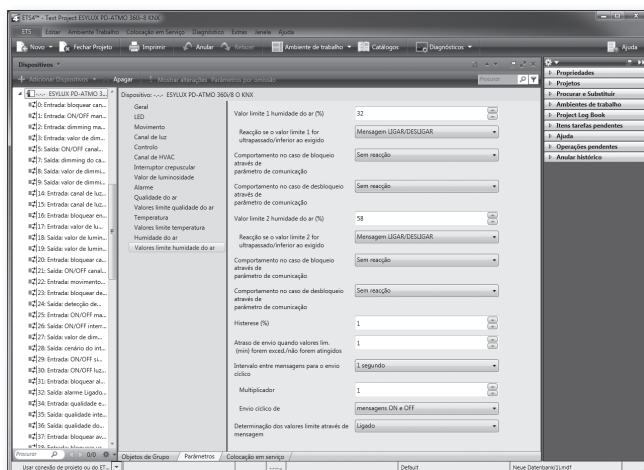 ETS4™ - Test Project ESYLUX PD-ATMO 360i-8 KNX
ETS Editar Ambiente Trabalho Colocação em Serviço Diagnóstico Extras Janela Ajuda
Novo Fechar Projeto Imprimir Anular Refazer Ambiente de trabalho Catálogos Diagnósticos Ajuda
Dispositivos
Adicionar Dispositivos Apagar Mostrar alterações Parâmetros por omissão Procurar
-.-.- ESYLUX PD-ATMO 3...
0: Entrada: bloquear can...
1: Entrada: ON/OFF man...
2: Entrada: dimming ma...
3: Entrada: valor de dim...
5: Saída: ON/OFF canal...
7: Saída: dimming do ca...
8: Saída: valor de dimmi...
9: Saída: valor de dimmi...
14: Entrada: canal de luz...
15: Entrada: canal de luz...
16: Entrada: bloquear en...
17: Entrada: valor de lu...
18: Saída: valor de lumin...
19: Saída: valor de lumin...
20: Entrada: bloquear ca...
21: Saída: ON/OFF canal...
22: Entrada: movimento...
23: Entrada: bloquear de...
24: Saída: detecção de...
25: Entrada: ON/OFF ma...
26: Saída: ON/OFF interr...
27: Saída: valor de dim...
28: Saída: cenário do int...
29: Entrada: ON/OFF si...
30: Entrada: ON/OFF luz...
31: Entrada: bloquear al...
32: Saída: alarme Ligado...
34: Entrada: qualidade e...
35: Saída: qualidade inte...
36: Saída: qualidade do...
37: Entrada: bloquear av...
Procurar 0/0
Dispositivo: -.-.- ESYLUX PD-ATMO 360i/8 O KNX
Geral
LED
Movimento
Canal de luz
Controlo
Canal de HVAC
Interruptor crepuscular
Valor de luminosidade
Alarme
Qualidade do ar
Valores limite qualidade do ar
Temperatura
Valores limite temperatura
Humidade do ar
Valores limite humidade do ar
Valor limite 1 humidade do ar (%) 32
Reacção se o valor limite 1 for
ultrapassado/inferior ao exigido
Mensagem LIGAR/DESLIGAR
Comportamento no caso de bloqueio
através de
parâmetro de comunicação
Sem reacção
Comportamento no caso de desbloqueio
através de
parâmetro de comunicação
Sem reacção
Valor limite 2 humidade do ar (%) 58
Reacção se o valor limite 2 for
ultrapassado/inferior ao exigido
Mensagem LIGAR/DESLIGAR
Comportamento no caso de bloqueio
através de
parâmetro de comunicação
Sem reacção
Comportamento no caso de desbloqueio
através de
parâmetro de comunicação
Sem reacção
Histerese (%) 1
Atraso de envio quando valores lim.
(min) forem exced./não forem atingidos
1
Intervalo entre mensagens para o envio
cíclico
1 segundo
Multiplicador 1
Envio cíclico de mensagens ON e OFF
Determinação dos valores limite através de
mensagem
Ligado
Objetos de Grupo Parâmetros Colocação em serviço
Propriedades
Projetos
Procurar e Substituir
Ambientes de trabalho
Project Log Book
Itens tarefas pendentes
Ajuda
Operações pendentes
Anular histórico
Usar conexão de projeto ou do ET... Default Neue Datenbank(1).mdf